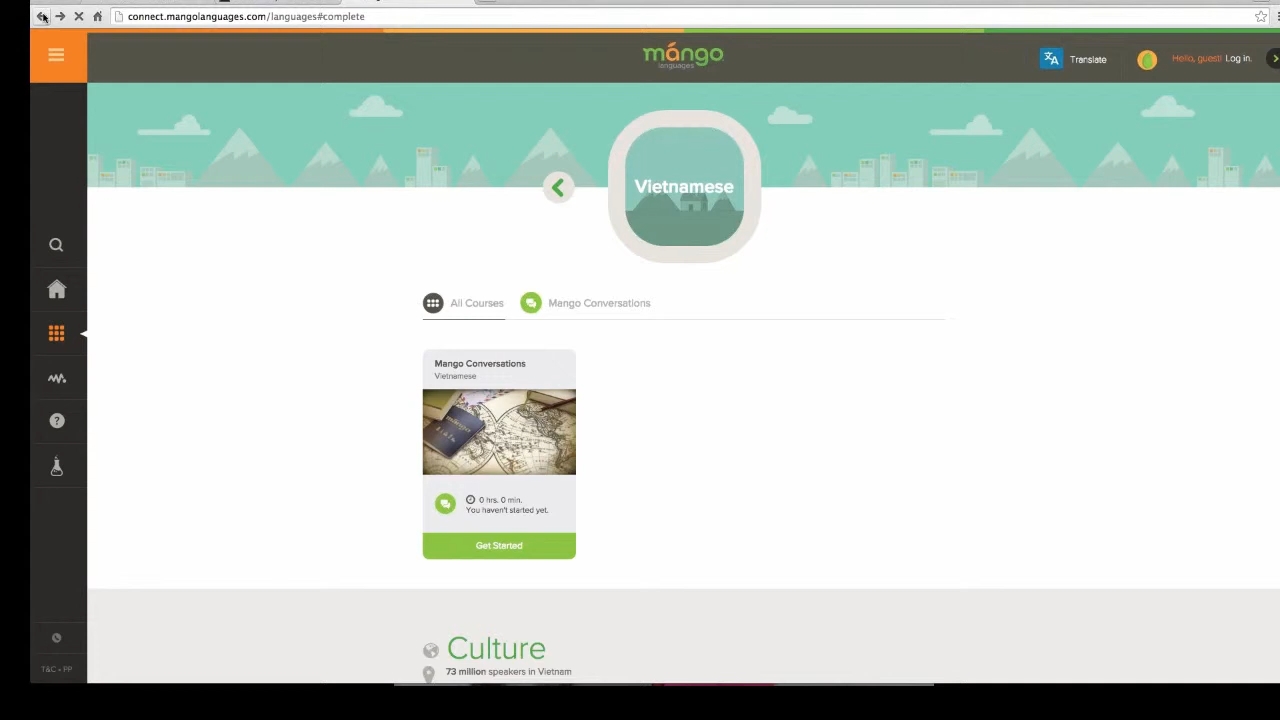 connect.mangolanguages.com/languages#complete
mango
languages
Translate
Hello, guest! Log in.
Vietnamese
All Courses
Mango Conversations
Mango Conversations
Vietnamese
0 hrs. 0 min.
You haven't started yet.
Get Started
Culture
73 million speakers in Vietnam
T&C • PP